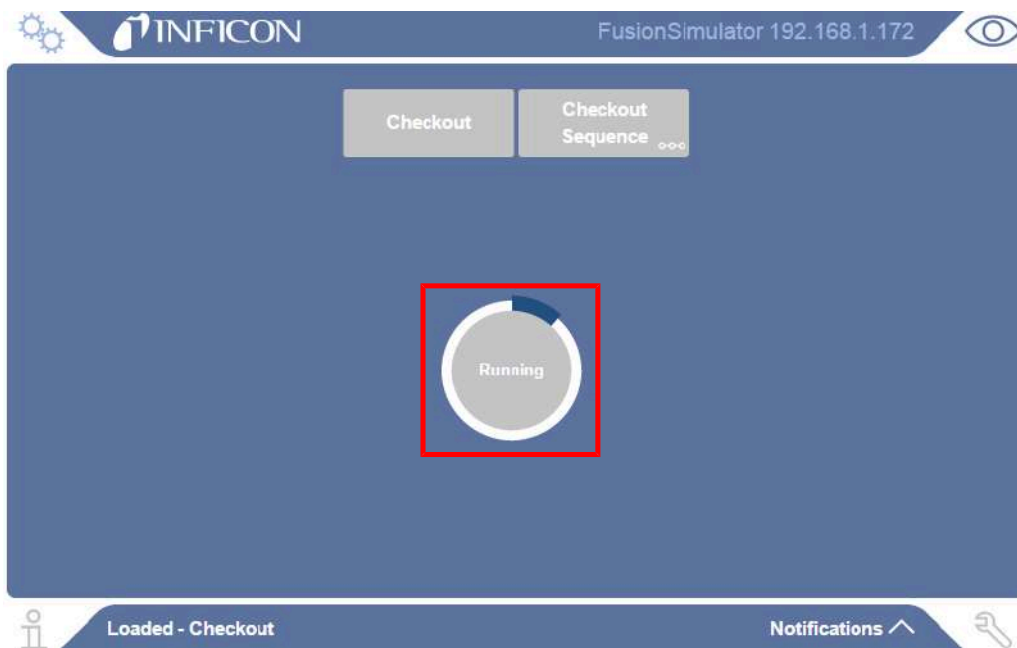 INFICON
FusionSimulator 192.168.1.172
Checkout
Checkout
Sequence
Running
Loaded - Checkout
Notifications